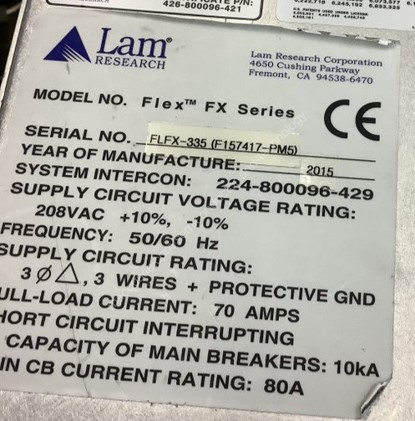 426-800096-421
Lam
RESEARCH
Lam Research Corporation
4650 Cushing Parkway
Fremont, CA 94538-6470
MODEL NO. Flex™ FX Series
CE
SERIAL NO. FLFX-335 (F157417-PM5)
YEAR OF MANUFACTURE: 2015
SYSTEM INTERCON: 224-800096-429
SUPPLY CIRCUIT VOLTAGE RATING:
208VAC +10%, -10%
FREQUENCY: 50/60 Hz
SUPPLY CIRCUIT RATING:
3 Ø △, 3 WIRES + PROTECTIVE GND
ULL-LOAD CURRENT: 70 AMPS
HORT CIRCUIT INTERRUPTING
CAPACITY OF MAIN BREAKERS: 10kA
IN CB CURRENT RATING: 80A